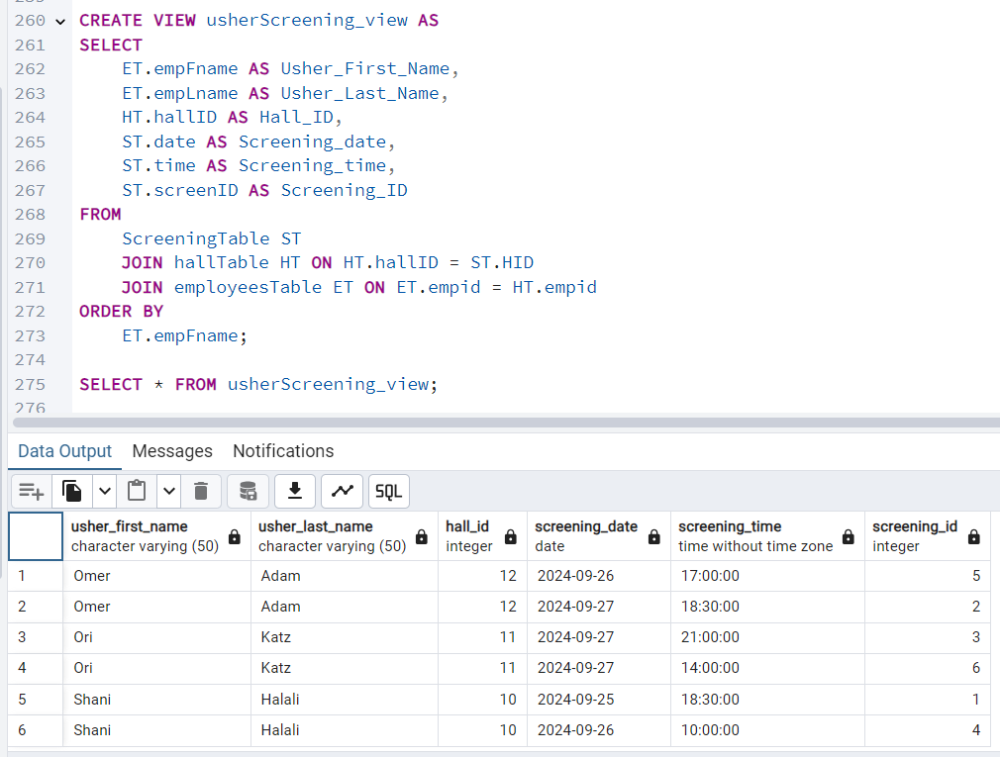 260 CREATE VIEW usherScreening_view AS
261 SELECT
262 ET.empFname AS Usher_First_Name,
263 ET.empLname AS Usher_Last_Name,
264 HT.hallID AS Hall_ID,
265 ST.date AS Screening_date,
266 ST.time AS Screening_time,
267 ST.screenID AS Screening_ID
268 FROM
269 ScreeningTable ST
270 JOIN hallTable HT ON HT.hallID = ST.HID
271 JOIN employeesTable ET ON ET.empid = HT.empid
272 ORDER BY
273 ET.empFname;
274
275 SELECT * FROM usherScreening_view;
276
Data Output Messages Notifications
SQL
usher_first_name usher_last_name hall_id screening_date screening_time screening_id
character varying (50) character varying (50) integer date time without time zone integer
1 Omer Adam 12 2024-09-26 17:00:00 5
2 Omer Adam 12 2024-09-27 18:30:00 2
3 Ori Katz 11 2024-09-27 21:00:00 3
4 Ori Katz 11 2024-09-27 14:00:00 6
5 Shani Halali 10 2024-09-25 18:30:00 1
6 Shani Halali 10 2024-09-26 10:00:00 4